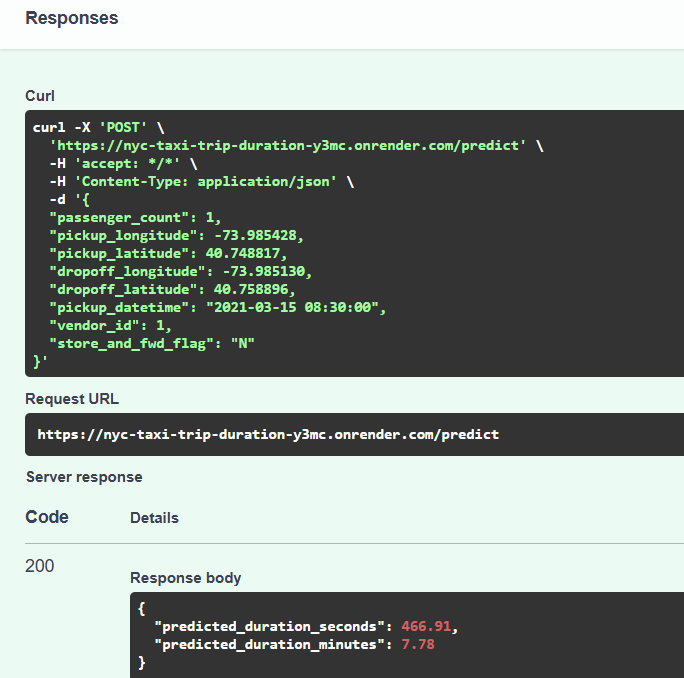 Responses
Curl
curl -X 'POST' \
  'https://nyc-taxi-trip-duration-y3mc.onrender.com/predict' \
  -H 'accept: */*' \
  -H 'Content-Type: application/json' \
  -d '{
  "passenger_count": 1,
  "pickup_longitude": -73.985428,
  "pickup_latitude": 40.748817,
  "dropoff_longitude": -73.985130,
  "dropoff_latitude": 40.758896,
  "pickup_datetime": "2021-03-15 08:30:00",
  "vendor_id": 1,
  "store_and_fwd_flag": "N"
}'
Request URL
https://nyc-taxi-trip-duration-y3mc.onrender.com/predict
Server response
Code Details
200
Response body
{
  "predicted_duration_seconds": 466.91,
  "predicted_duration_minutes": 7.78
}